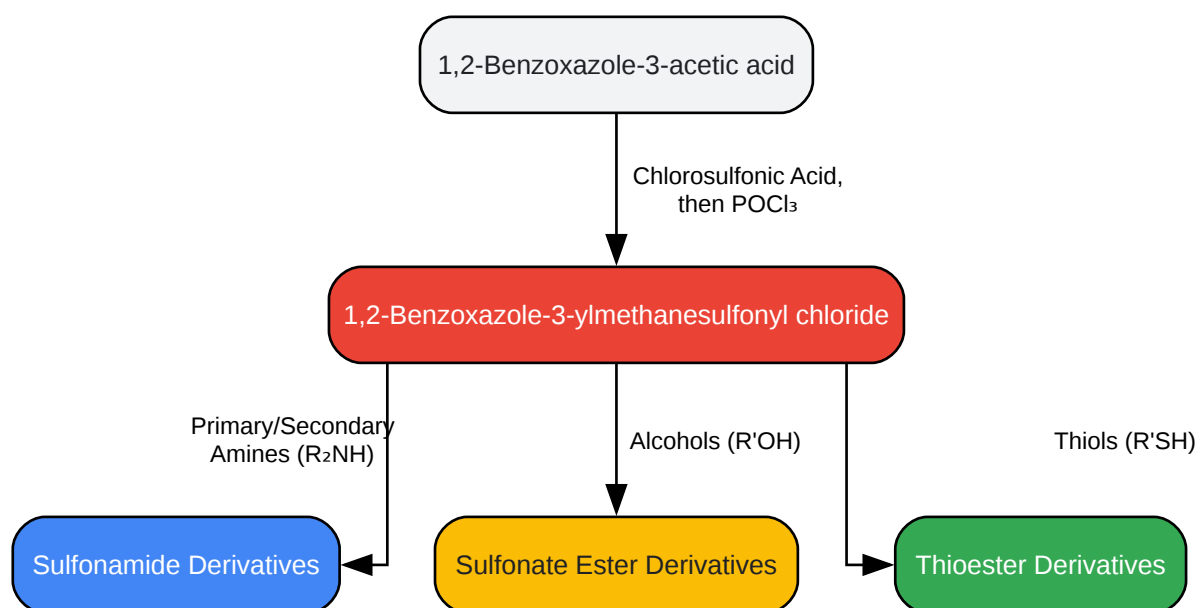 1,2-Benzoxazole-3-acetic acid
Chlorosulfonic Acid,
then POCl₃
1,2-Benzoxazole-3-ylmethanesulfonyl chloride
Primary/Secondary
Amines (R₂NH)
Alcohols (R'OH)
Thiols (R'SH)
Sulfonamide Derivatives
Sulfonate Ester Derivatives
Thioester Derivatives